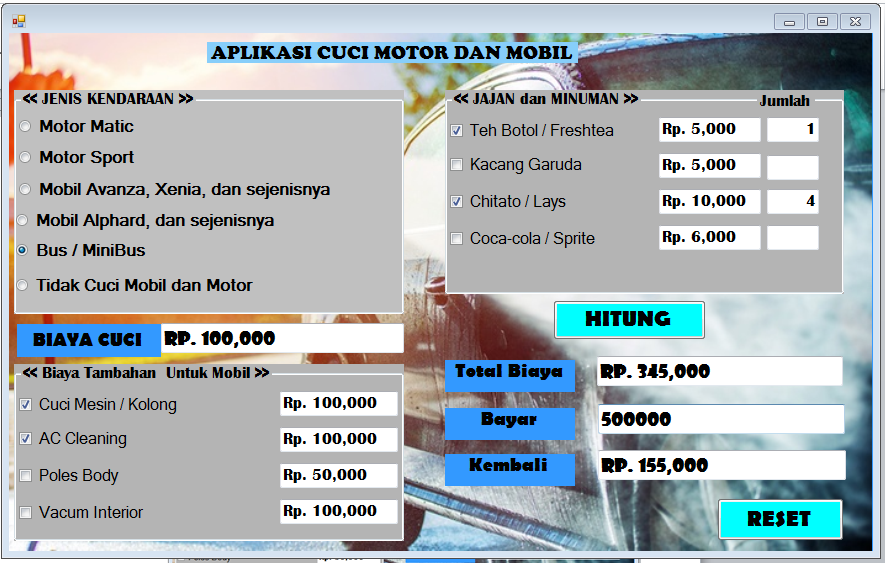 APLIKASI CUCI MOTOR DAN MOBIL
<< JENIS KENDARAAN >>
Motor Matic
Motor Sport
Mobil Avanza, Xenia, dan sejenisnya
Mobil Alphard, dan sejenisnya
Bus / MiniBus
Tidak Cuci Mobil dan Motor
BIAYA CUCI RP. 100,000
<< Biaya Tambahan Untuk Mobil >>
Cuci Mesin / Kolong Rp. 100,000
AC Cleaning Rp. 100,000
Poles Body Rp. 50,000
Vacum Interior Rp. 100,000
<< JAJAN dan MINUMAN >> Jumlah
Teh Botol / Freshtea Rp. 5,000 1
Kacang Garuda Rp. 5,000
Chitato / Lays Rp. 10,000 4
Coca-cola / Sprite Rp. 6,000
HITUNG
Total Biaya RP. 345,000
Bayar 500000
Kembali RP. 155,000
RESET